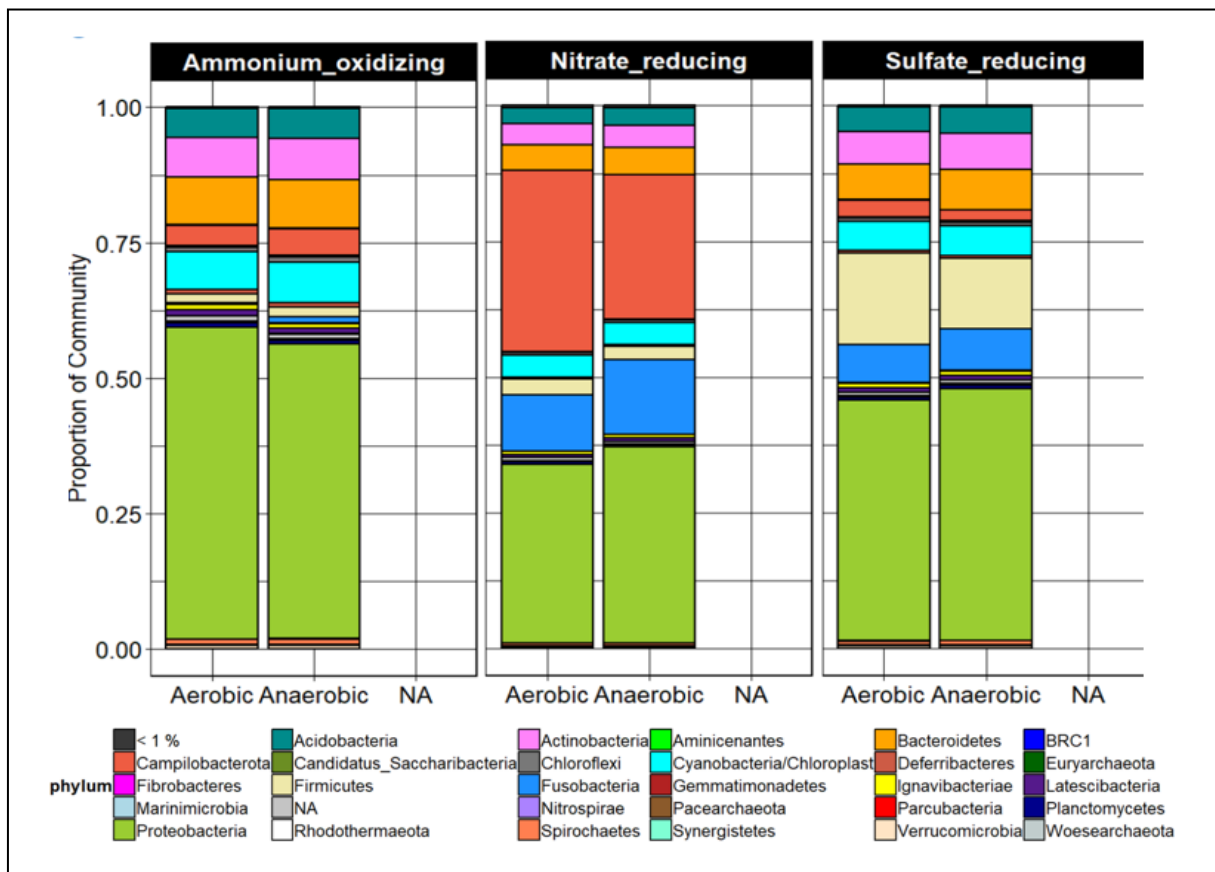 Ammonium_oxidizing Nitrate_reducing Sulfate_reducing
1.00
0.75
0.50
0.25
0.00
Proportion of Community
Aerobic Anaerobic NA Aerobic Anaerobic NA Aerobic Anaerobic NA
phylum
< 1 % Acidobacteria Actinobacteria Aminicenantes Bacteroidetes BRC1
Campilobacterota Candidatus_Saccharibacteria Chloroflexi Cyanobacteria/Chloroplast Deferribacteres Euryarchaeota
Fibrobacteres Firmicutes Fusobacteria Gemmatimonadetes Ignavibacteriae Latescibacteria
Marinimicrobia NA Nitrospirae Pacearchaeota Parcubacteria Planctomycetes
Proteobacteria Rhodothermaeota Spirochaetes Synergistetes Verrucomicrobia Woesearchaeota